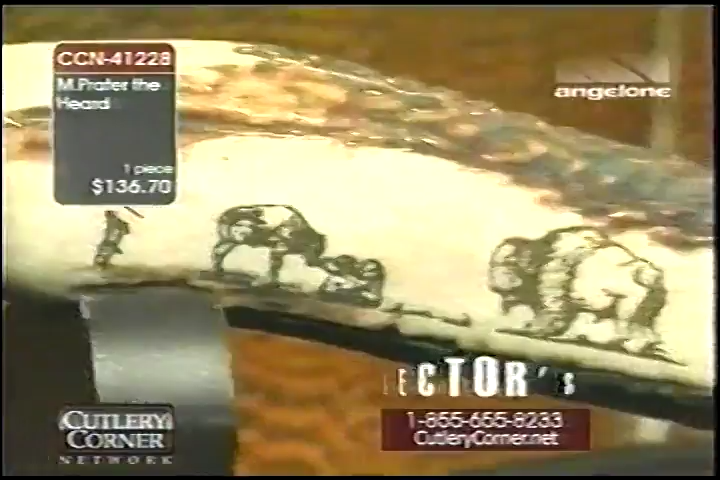 CCN-41228
M.Prater the
Heard
1 piece
$136.70
angelone
ECTOR's
1-855-655-8233
CutleryCorner.net
CUTLERY
CORNER
NETWORK